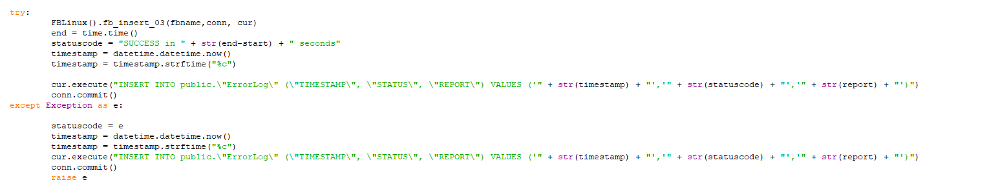 try:
FBLinux().fb_insert_03(fbname,conn, cur)
end = time.time()
statuscode = "SUCCESS in " + str(end-start) + " seconds"
timestamp = datetime.datetime.now()
timestamp = timestamp.strftime("%c")
cur.execute("INSERT INTO public.\"ErrorLog\" (\"TIMESTAMP\", \"STATUS\", \"REPORT\") VALUES ('" + str(timestamp) + "','" + str(statuscode) + "','" + str(report) + "')")
conn.commit()
except Exception as e:
statuscode = e
timestamp = datetime.datetime.now()
timestamp = timestamp.strftime("%c")
cur.execute("INSERT INTO public.\"ErrorLog\" (\"TIMESTAMP\", \"STATUS\", \"REPORT\") VALUES ('" + str(timestamp) + "','" + str(statuscode) + "','" + str(report) + "')")
conn.commit()
raise e